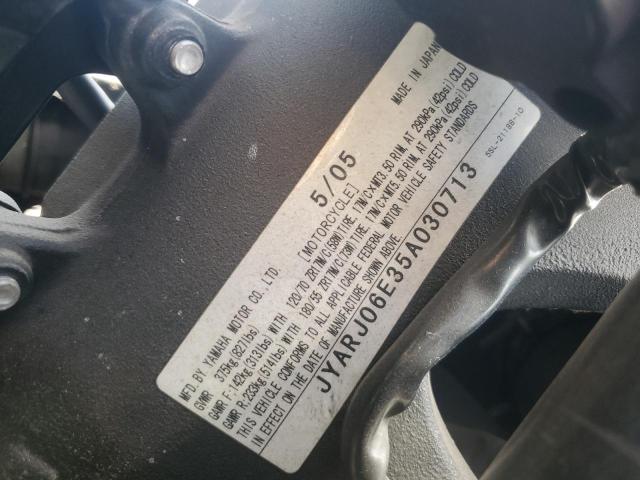 MADE IN JAPAN
5/05
MFD.BY YAMAHA MOTOR CO.,LTD. [MOTORCYCLE]
GVWR 375kg(827lbs)
GAWR F.:142kg(313lbs) WITH 120/70 ZR17M/C(58W)TIRE, 17M/C×MT3.50 RIM, AT 290kPa(42psi)COLD
GAWR R.:233kg(514lbs) WITH 180/55 ZR17M/C(73W)TIRE, 17M/C×MT5.50 RIM, AT 290kPa(42psi)COLD
THIS VEHICLE CONFORMS TO ALL APPLICABLE FEDERAL MOTOR VEHICLE SAFETY STANDARDS
IN EFFECT ON THE DATE OF MANUFACTURE SHOWN ABOVE.
JYARJ06E35A030713
5SL-2118B-10